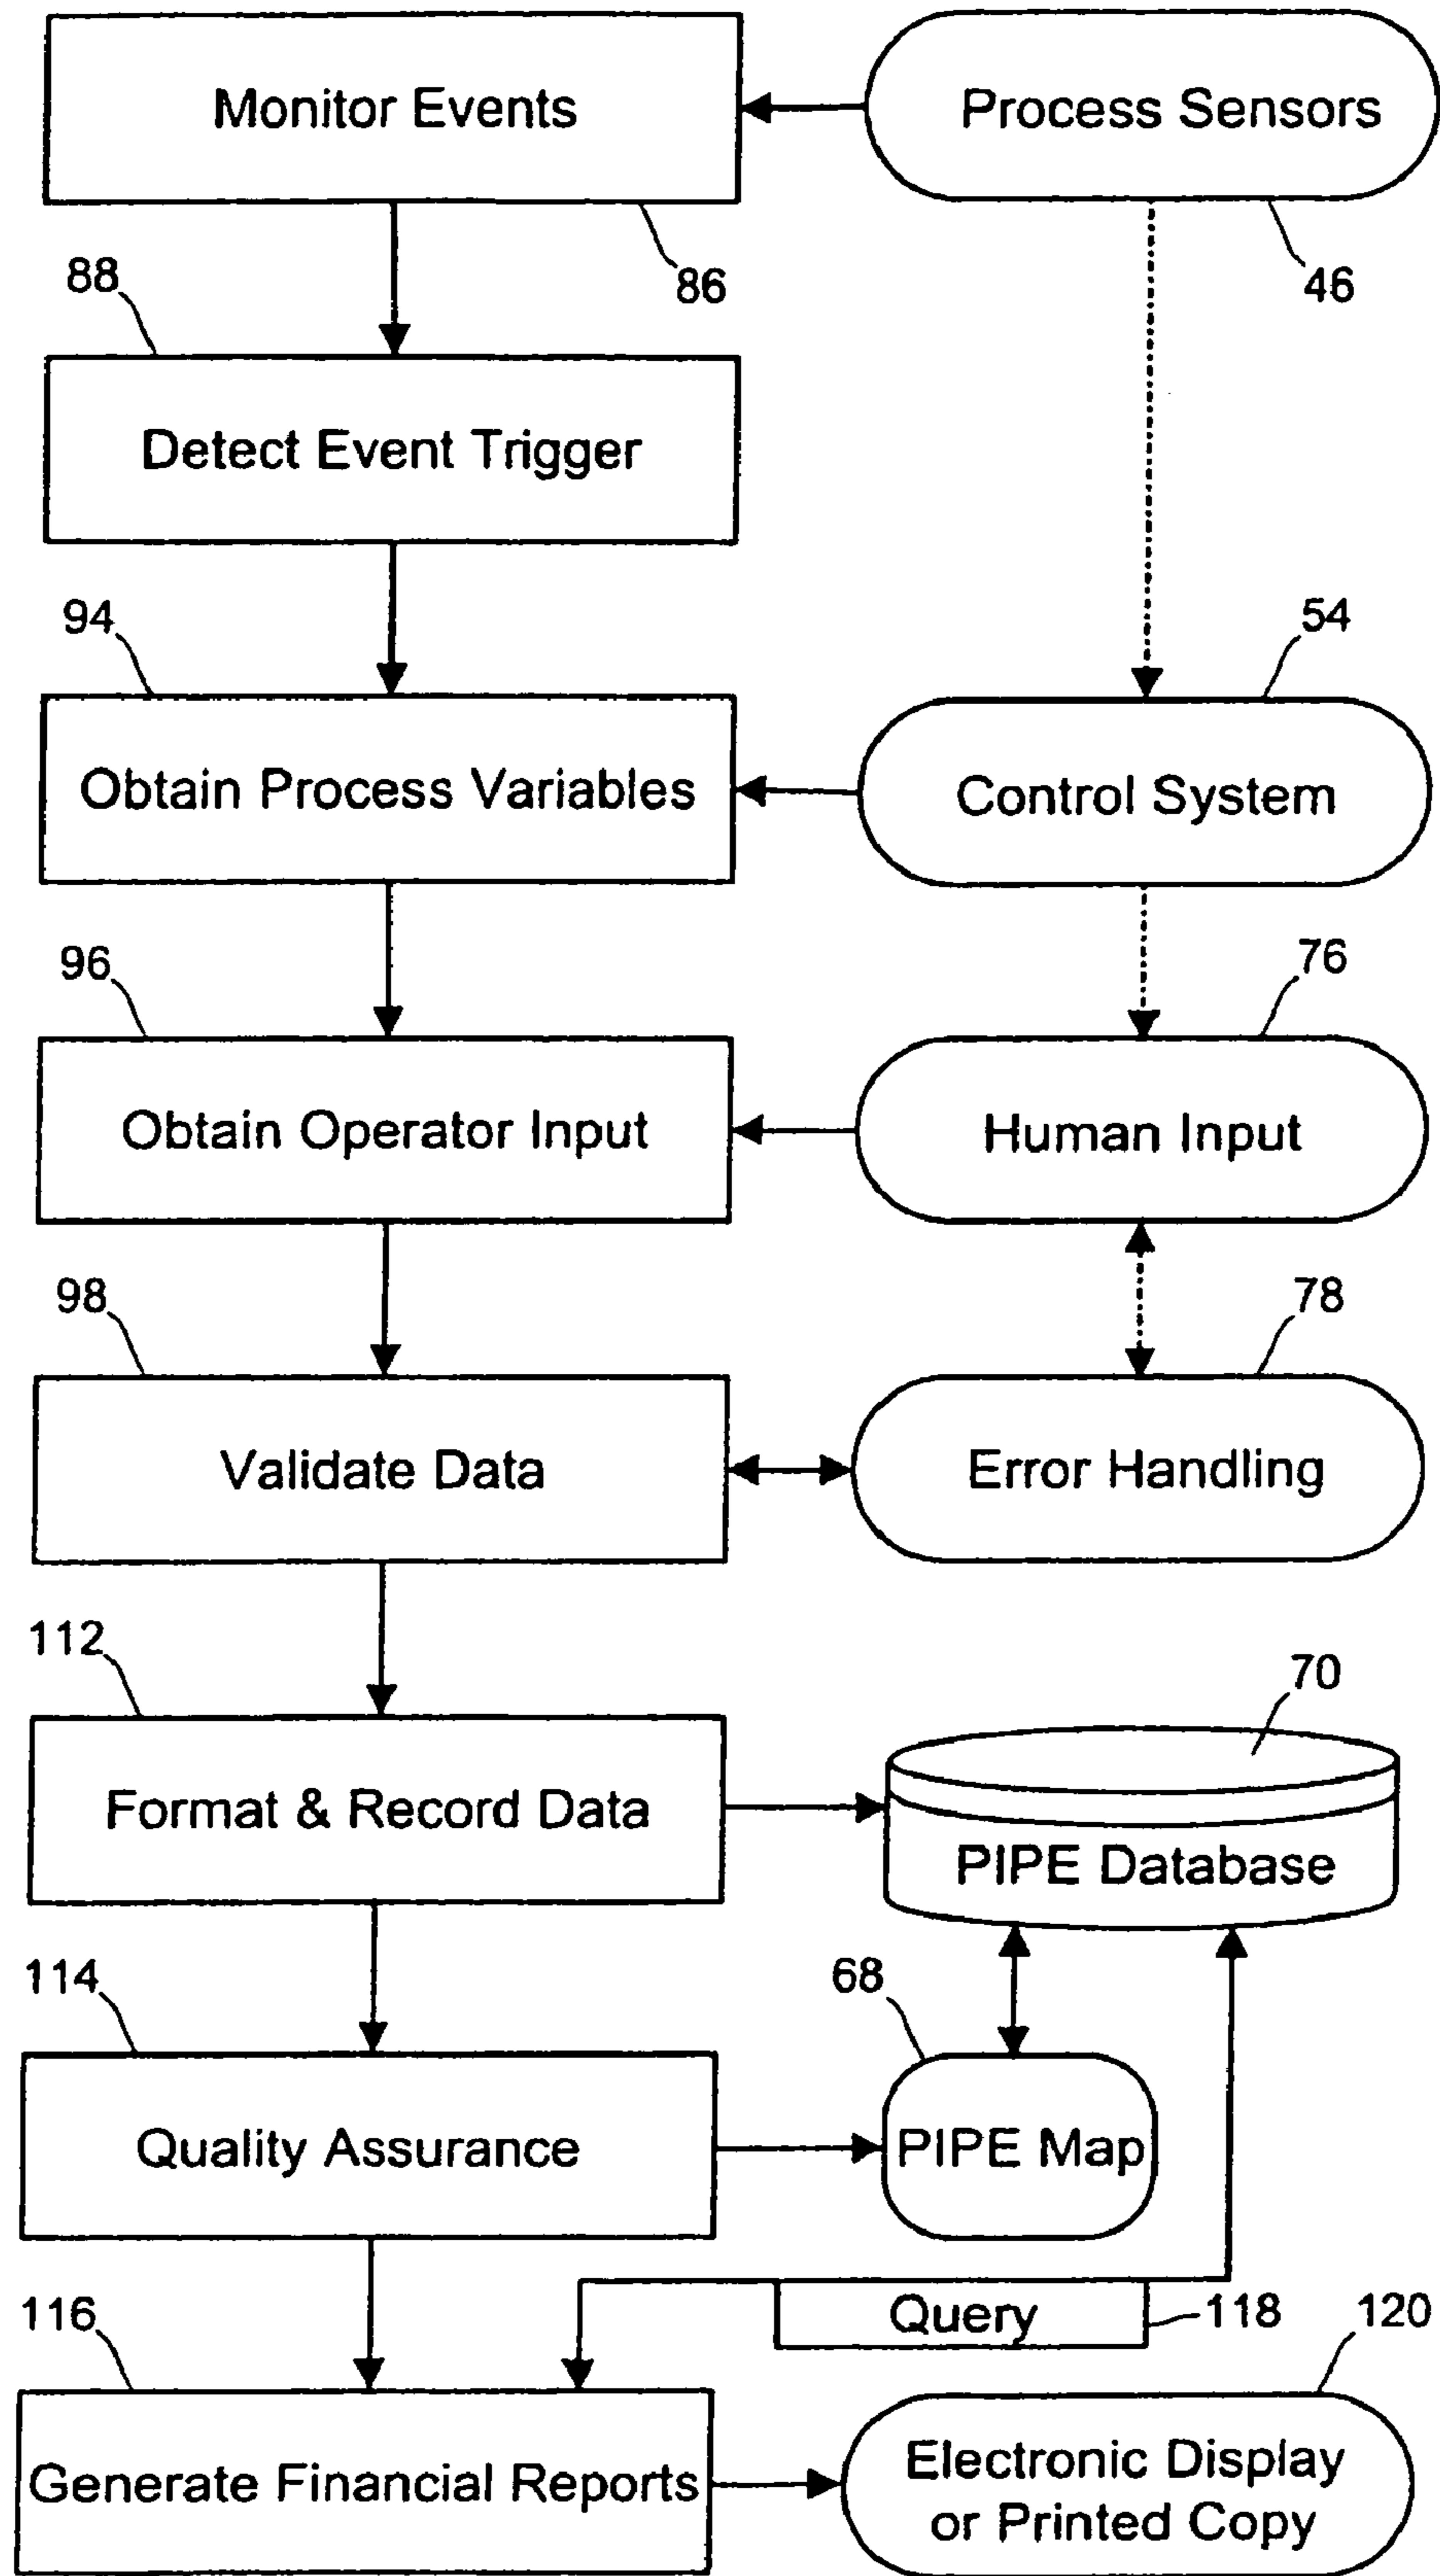 Monitor Events
Process Sensors
86
46
88
Detect Event Trigger
94
54
Obtain Process Variables
Control System
96
76
Obtain Operator Input
Human Input
98
78
Validate Data
Error Handling
112
70
Format & Record Data
PIPE Database
114
68
Quality Assurance
PIPE Map
116
Query
118
120
Generate Financial Reports
Electronic Display
or Printed Copy